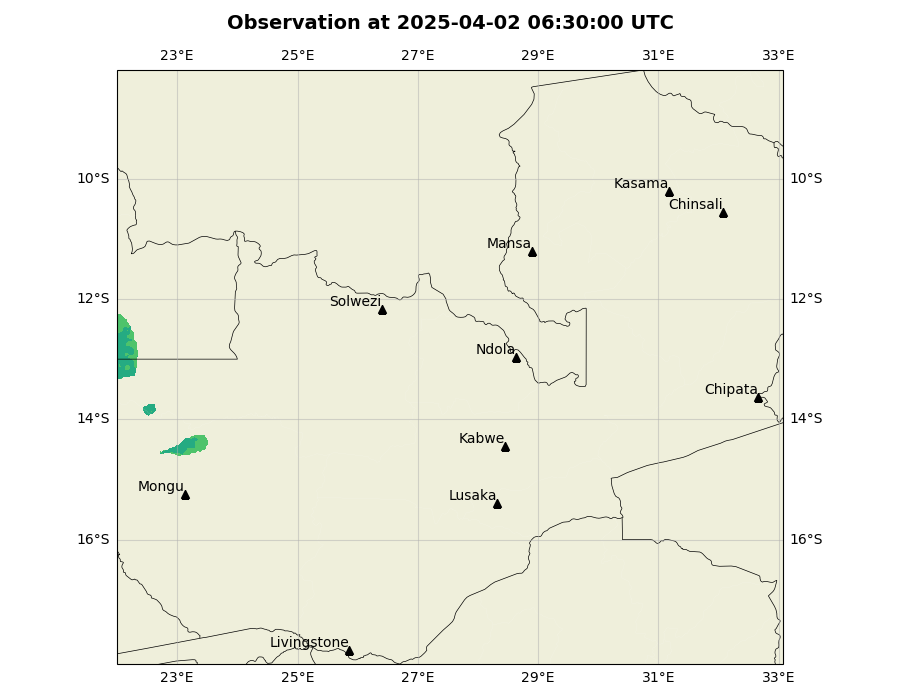 Observation at 2025-04-02 06:30:00 UTC
23°E 25°E 27°E 29°E 31°E 33°E
10°S 10°S
Kasama
Chinsali
Mansa
12°S 12°S
Solwezi
Ndola
Chipata
14°S 14°S
Kabwe
Mongu
Lusaka
16°S 16°S
Livingstone
23°E 25°E 27°E 29°E 31°E 33°E